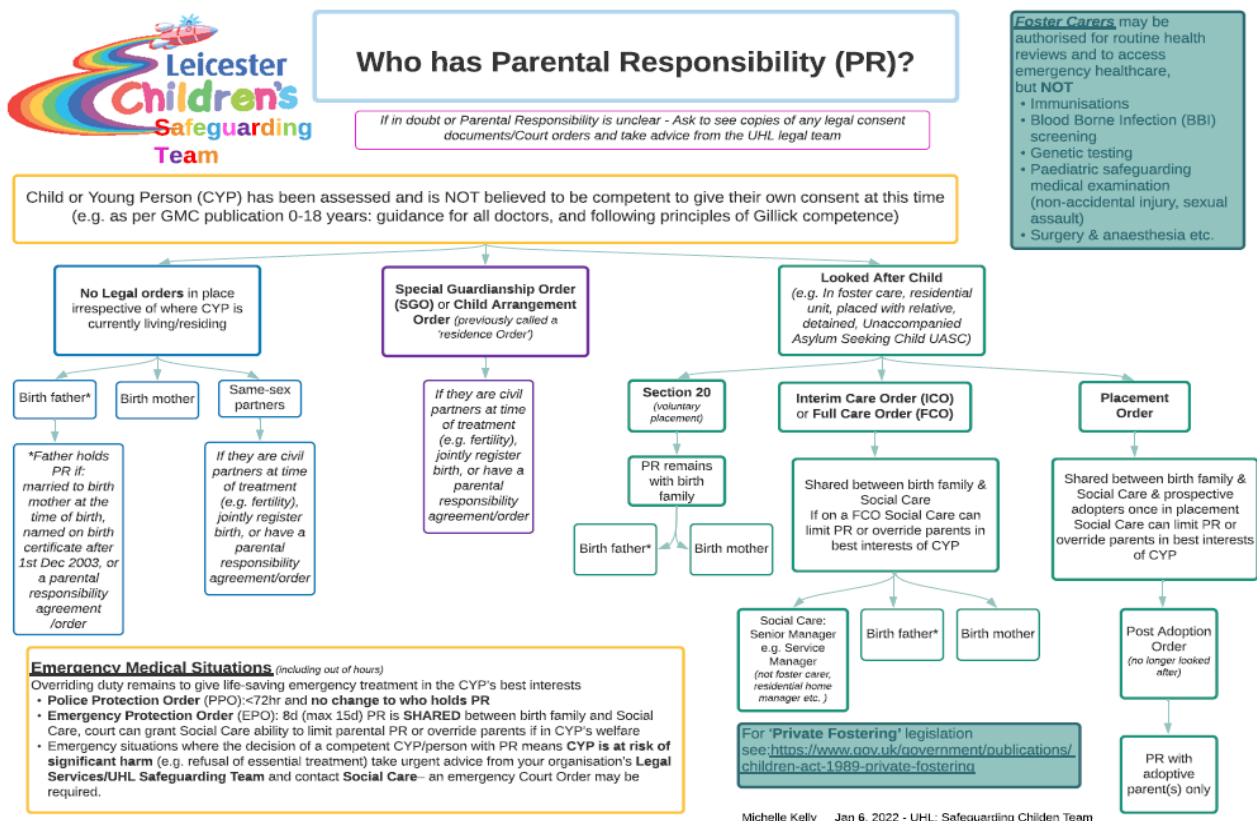 Leicester
Children's
Safeguarding
Team
Who has Parental Responsibility (PR)?
If in doubt or Parental Responsibility is unclear - Ask to see copies of any legal consent
documents/Court orders and take advice from the UHL legal team
Foster Carers may be
authorised for routine health
reviews and to access
emergency healthcare,
but NOT
• Immunisations
• Blood Borne Infection (BBI)
screening
• Genetic testing
• Paediatric safeguarding
medical examination
(non-accidental injury, sexual
assault)
• Surgery & anaesthesia etc.
Child or Young Person (CYP) has been assessed and is NOT believed to be competent to give their own consent at this time
(e.g. as per GMC publication 0-18 years: guidance for all doctors, and following principles of Gillick competence)
No Legal orders in place
irrespective of where CYP is
currently living/residing
Special Guardianship Order
(SGO) or Child Arrangement
Order (previously called a
'residence Order')
Looked After Child
(e.g. In foster care, residential
unit, placed with relative,
detained, Unaccompanied
Asylum Seeking Child UASC)
Birth father*
Birth mother
Same-sex
partners
*Father holds
PR if:
married to birth
mother at the
time of birth,
named on birth
certificate after
1st Dec 2003, or
a parental
responsibility
agreement
/order
If they are civil
partners at time
of treatment
(e.g. fertility),
jointly register
birth, or have a
parental
responsibility
agreement/order
If they are civil
partners at time
of treatment
(e.g. fertility),
jointly register
birth, or have a
parental
responsibility
agreement/order
Section 20
(voluntary
placement)
PR remains
with birth
family
Birth father*
Birth mother
Interim Care Order (ICO)
or Full Care Order (FCO)
Shared between birth family &
Social Care
If on a FCO Social Care can
limit PR or override parents in
best interests of CYP
Social Care:
Senior Manager
e.g. Service
Manager
(not foster carer,
residential home
manager etc. )
Birth father*
Birth mother
Placement
Order
Shared between birth family &
Social Care & prospective
adopters once in placement
Social Care can limit PR or
override parents in best interests
of CYP
Post Adoption
Order
(no longer looked
after)
PR with
adoptive
parent(s) only
Emergency Medical Situations (including out of hours)
Overriding duty remains to give life-saving emergency treatment in the CYP's best interests
• Police Protection Order (PPO):<72hr and no change to who holds PR
• Emergency Protection Order (EPO): 8d (max 15d) PR is SHARED between birth family and Social
Care, court can grant Social Care ability to limit parental PR or override parents if in CYP's welfare
• Emergency situations where the decision of a competent CYP/person with PR means CYP is at risk of
significant harm (e.g. refusal of essential treatment) take urgent advice from your organisation's Legal
Services/UHL Safeguarding Team and contact Social Care– an emergency Court Order may be
required.
For 'Private Fostering' legislation
see;https://www.gov.uk/government/publications/
children-act-1989-private-fostering
Michelle Kelly Jan 6, 2022 - UHL: Safeguarding Childen Team